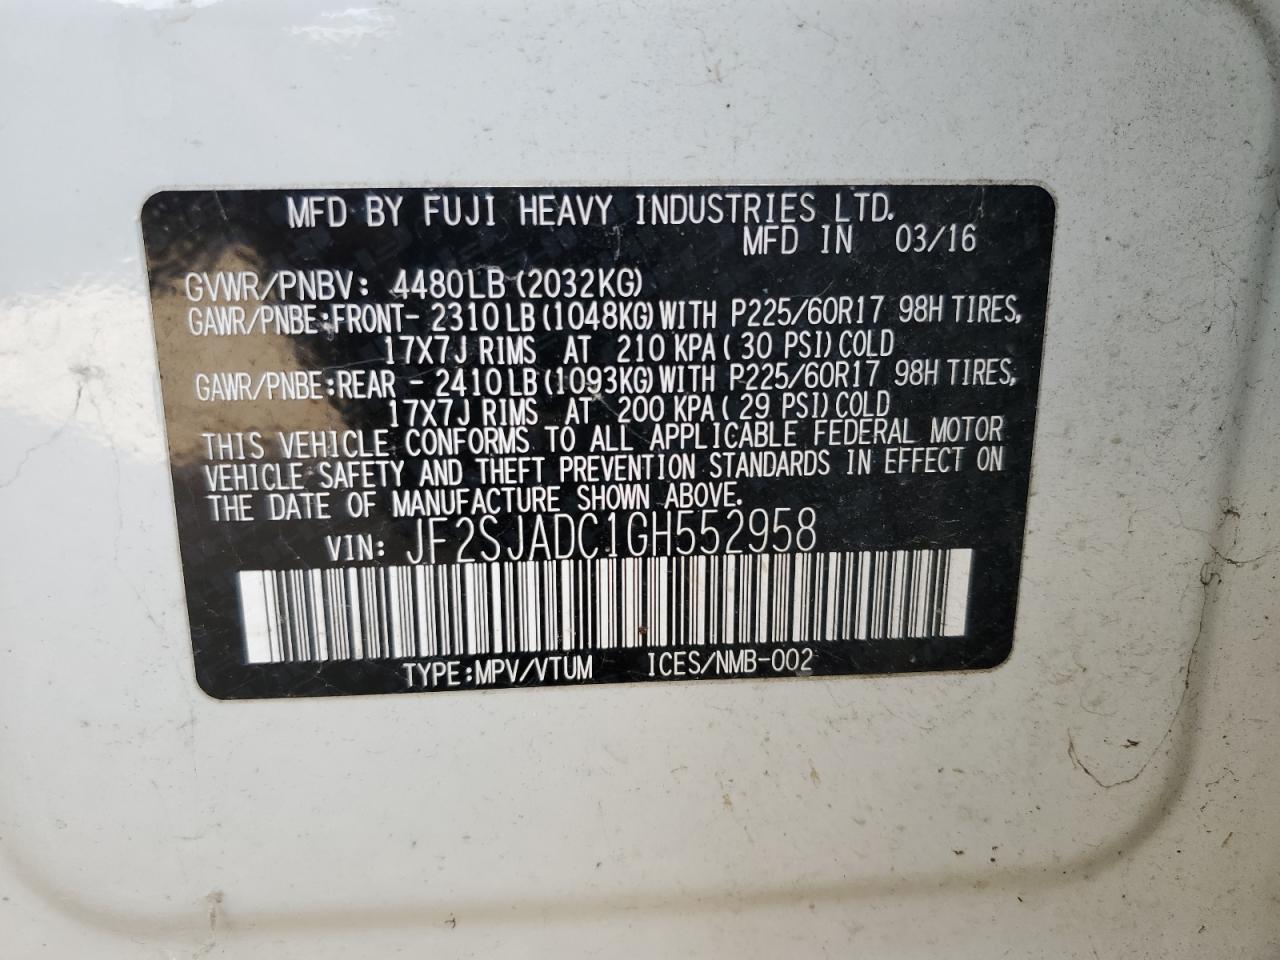 MFD BY FUJI HEAVY INDUSTRIES LTD.
MFD IN 03/16
GVWR/PNBV: 4480LB (2032KG)
GAWR/PNBE:FRONT- 2310LB (1048KG) WITH P225/60R17 98H TIRES,
17X7J RIMS AT 210 KPA ( 30 PSI) COLD
GAWR/PNBE:REAR - 2410LB (1093KG) WITH P225/60R17 98H TIRES,
17X7J RIMS AT 200 KPA ( 29 PSI) COLD
THIS VEHICLE CONFORMS TO ALL APPLICABLE FEDERAL MOTOR
VEHICLE SAFETY AND THEFT PREVENTION STANDARDS IN EFFECT ON
THE DATE OF MANUFACTURE SHOWN ABOVE.
VIN: JF2SJADC1GH552958
TYPE:MPV/VTUM ICES/NMB-002